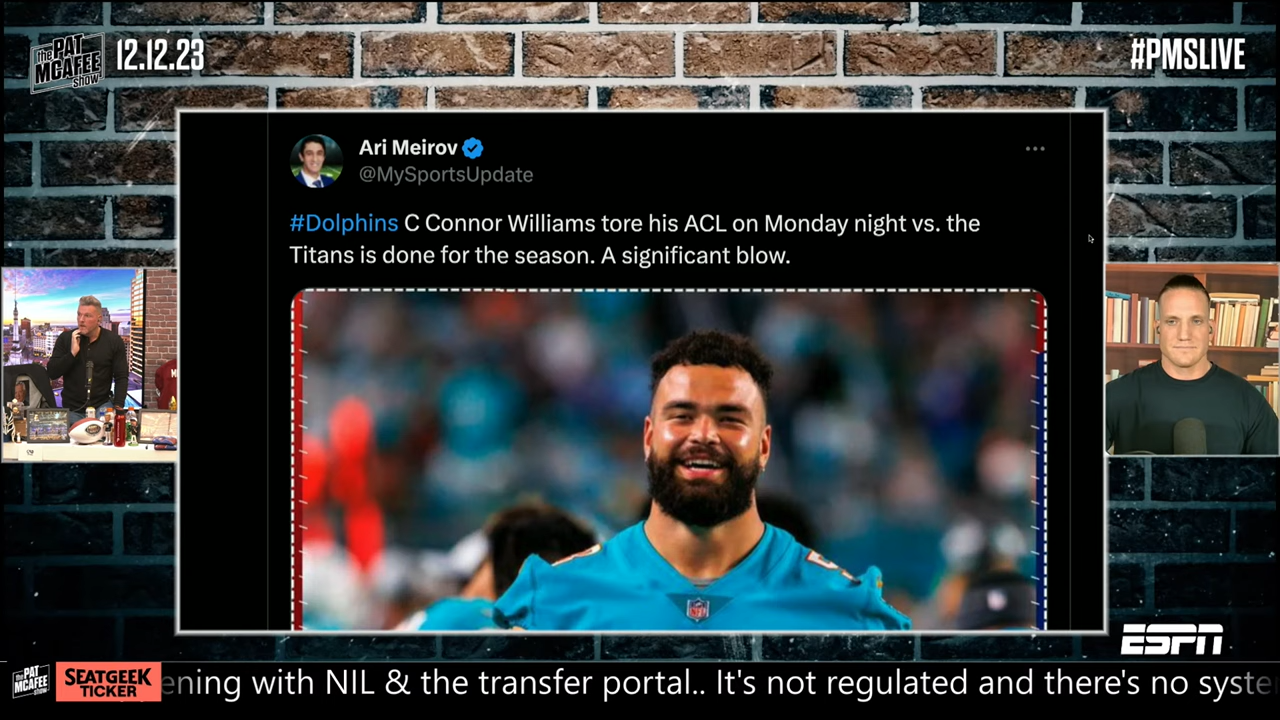 the PAT MCAFEE show
12.12.23
#PMSLIVE
Ari Meirov
@MySportsUpdate
#Dolphins C Connor Williams tore his ACL on Monday night vs. the
Titans is done for the season. A significant blow.
NFL
ESPN
the PAT MCAFEE show
SEATGEEK
TICKER
ening with NIL & the transfer portal.. It's not regulated and there's no syste